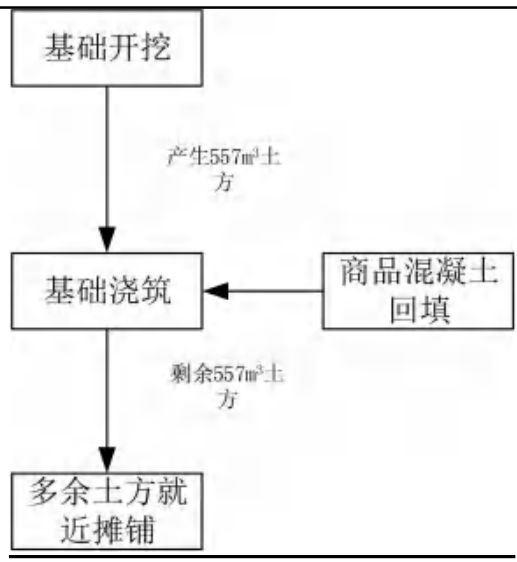 基础开挖
产生557m³土
方
基础浇筑
商品混凝土
回填
剩余557m³土
方
多余土方就
近摊铺